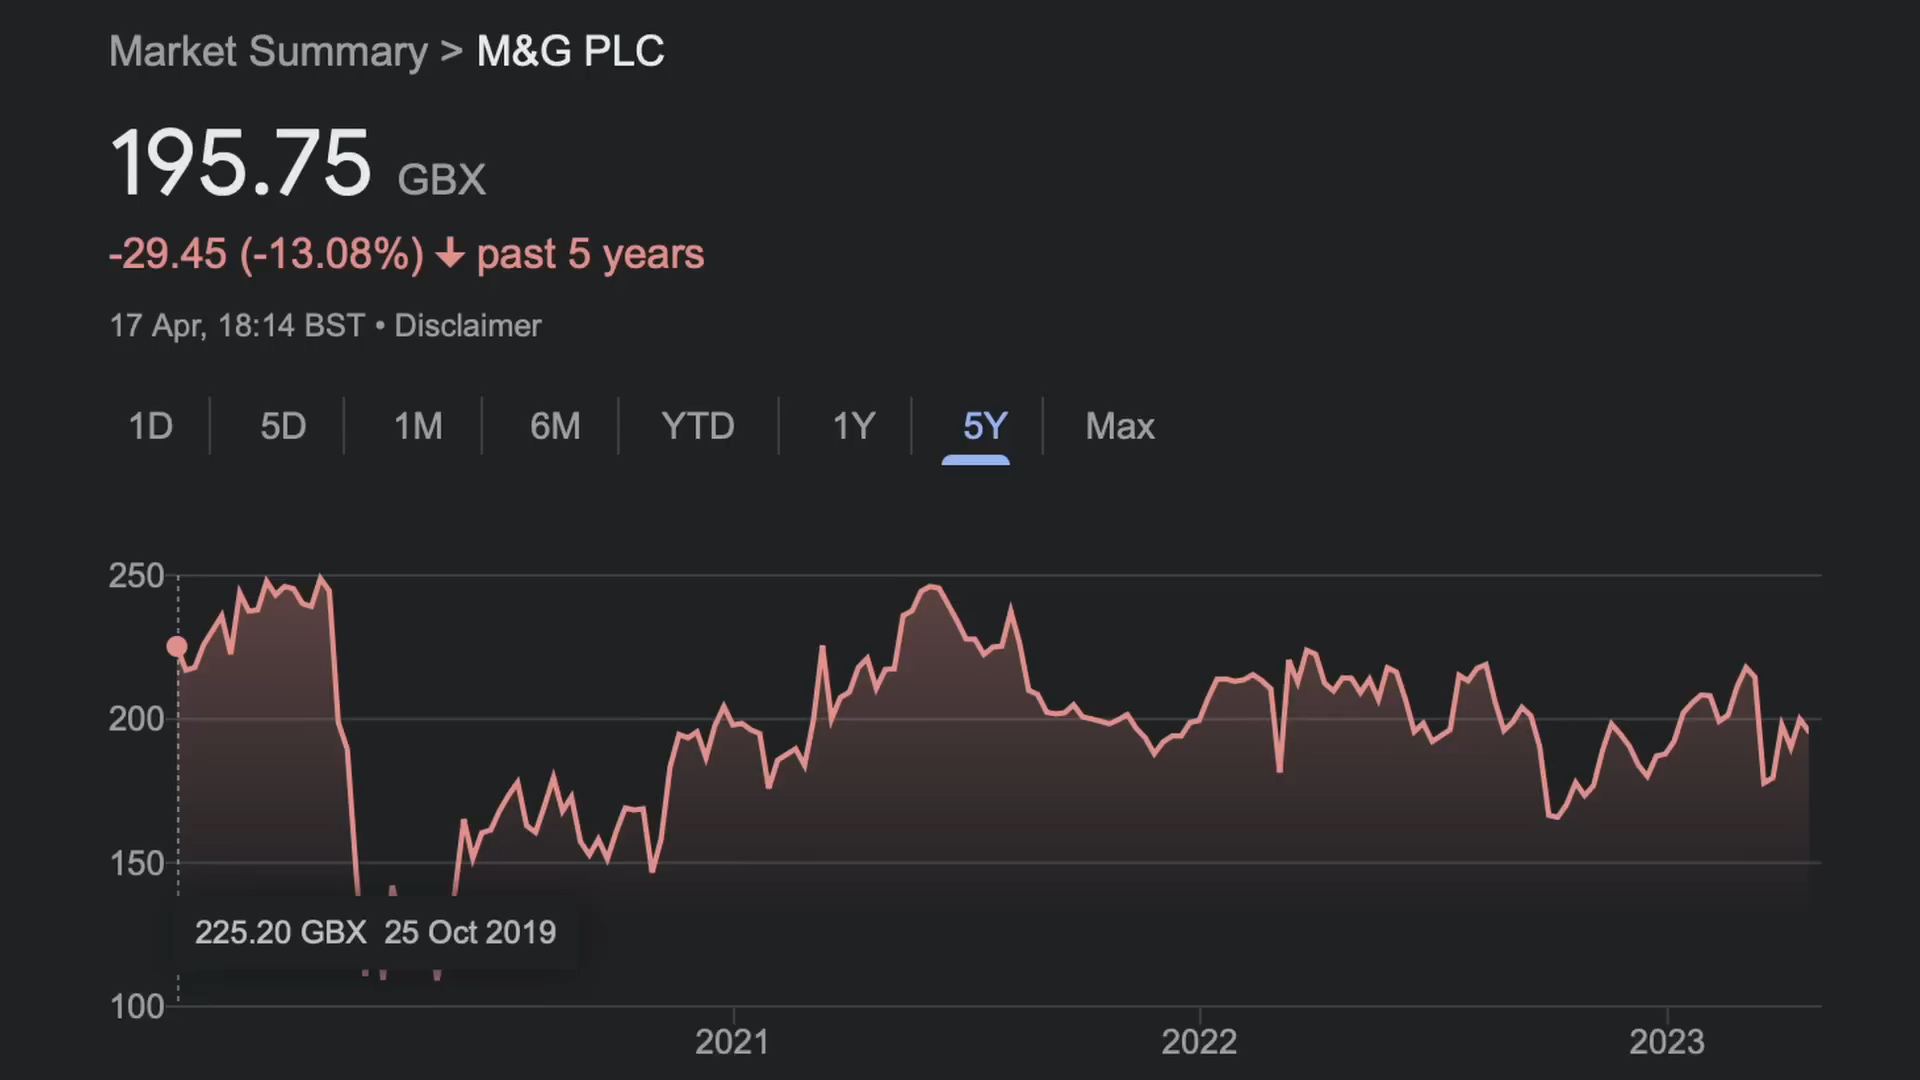 Market Summary > M&G PLC
195.75 GBX
-29.45 (-13.08%) ↓ past 5 years
17 Apr, 18:14 BST • Disclaimer
1D 5D 1M 6M YTD 1Y 5Y Max
250
200
150
225.20 GBX 25 Oct 2019
100
2021 2022 2023